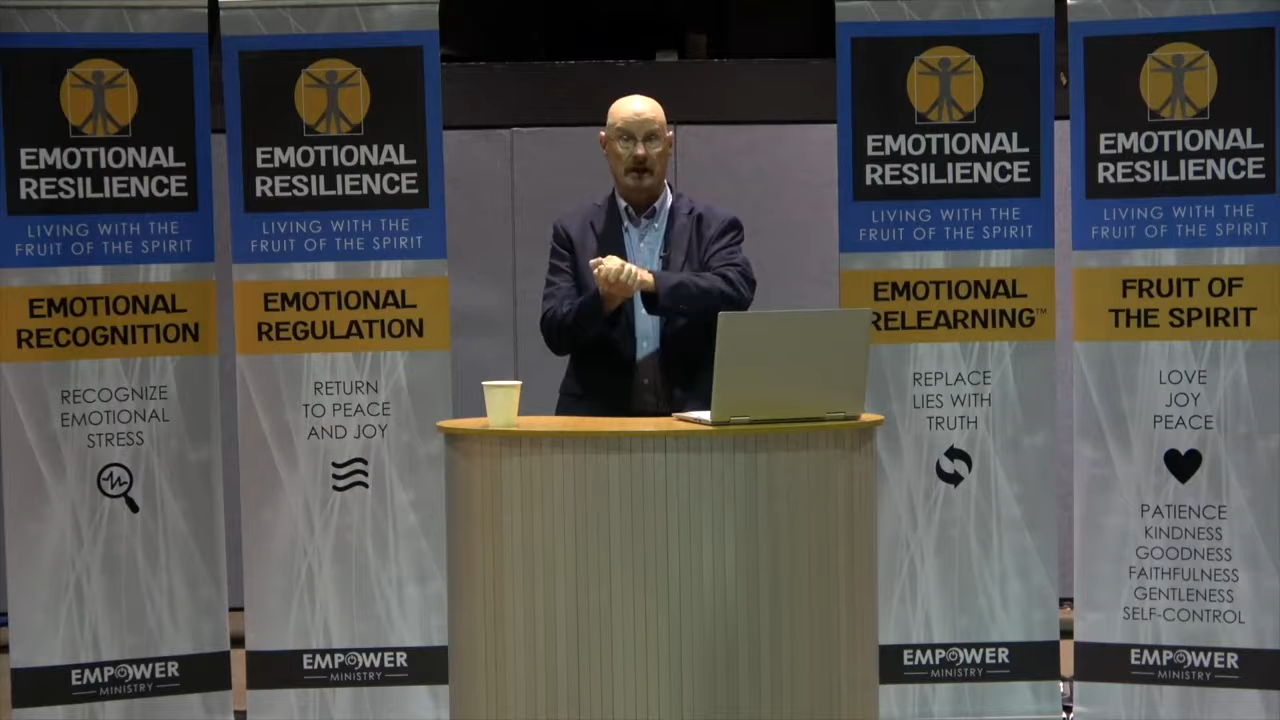 EMOTIONAL
RESILIENCE
LIVING WITH THE
FRUIT OF THE SPIRIT
EMOTIONAL
RECOGNITION
RECOGNIZE
EMOTIONAL
STRESS
EMPOWER
MINISTRY
EMOTIONAL
RESILIENCE
LIVING WITH THE
FRUIT OF THE SPIRIT
EMOTIONAL
REGULATION
RETURN
TO PEACE
AND JOY
EMPOWER
MINISTRY
EMOTIONAL
RESILIENCE
LIVING WITH THE
FRUIT OF THE SPIRIT
EMOTIONAL
RELEARNING™
REPLACE
LIES WITH
TRUTH
EMPOWER
MINISTRY
EMOTIONAL
RESILIENCE
LIVING WITH THE
FRUIT OF THE SPIRIT
FRUIT OF
THE SPIRIT
LOVE
JOY
PEACE
PATIENCE
KINDNESS
GOODNESS
FAITHFULNESS
GENTLENESS
SELF-CONTROL
EMPOWER
MINISTRY